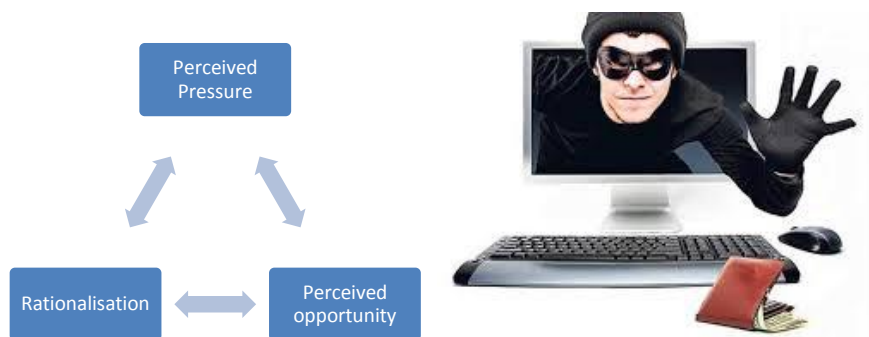 Perceived
Pressure
Rationalisation
Perceived
opportunity